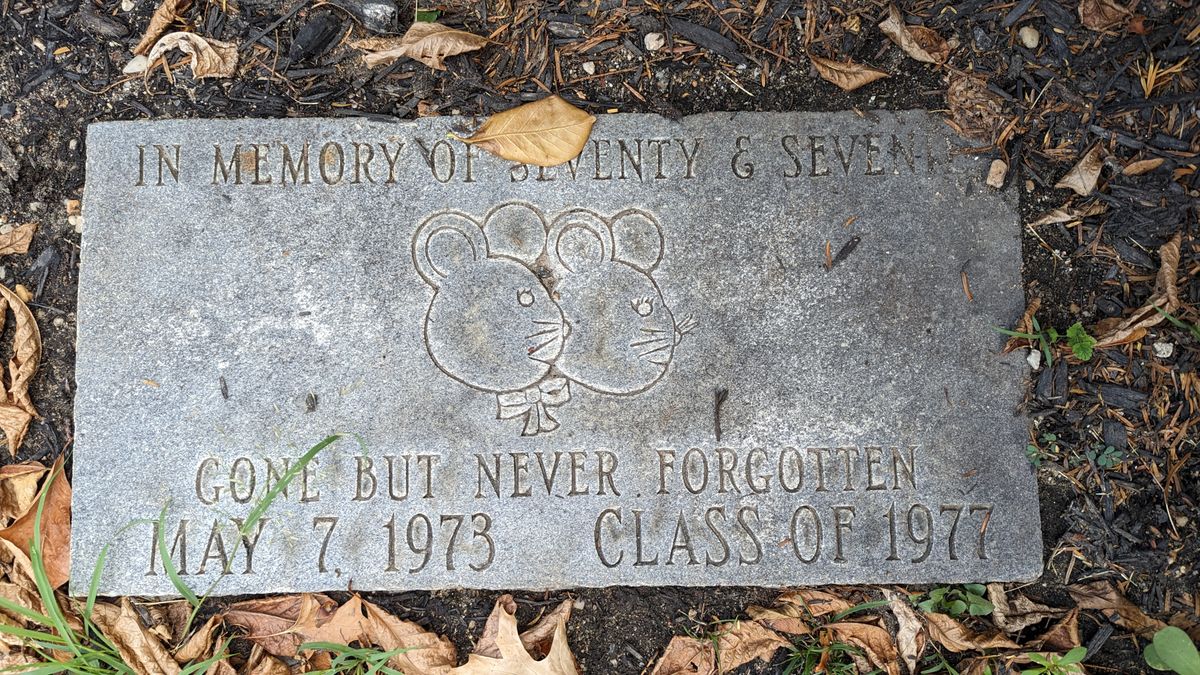 IN MEMORY OF SEVENTY &
GONE BUT NEVER FORGOTTEN
MAY 7, 1973 CLASS OF 1977